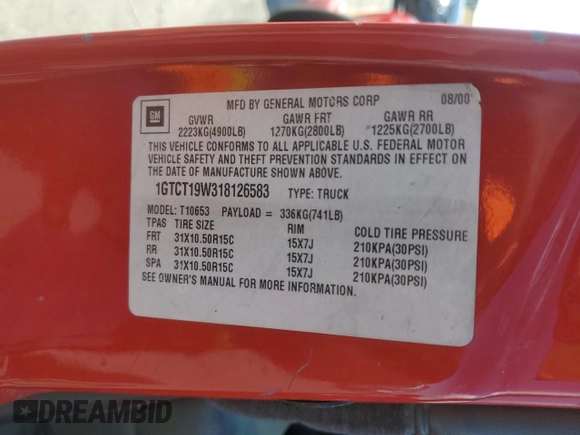 MFD BY GENERAL MOTORS CORP 08/00
GM
GVWR GAWR FRT GAWR RR
2223KG(4900LB) 1270KG(2800LB) 1225KG(2700LB)
THIS VEHICLE CONFORMS TO ALL APPLICABLE U.S. FEDERAL MOTOR
VEHICLE SAFETY AND THEFT PREVENTION STANDARDS IN EFFECT ON
THE DATE OF MANUFACTURE SHOWN ABOVE.
1GTCT19W318126583 TYPE: TRUCK
MODEL: T10653 PAYLOAD = 336KG(741LB)
TPAS TIRE SIZE RIM COLD TIRE PRESSURE
FRT 31X10.50R15C 15X7J 210KPA(30PSI)
RR 31X10.50R15C 15X7J 210KPA(30PSI)
SPA 31X10.50R15C 15X7J 210KPA(30PSI)
SEE OWNER'S MANUAL FOR MORE INFORMATION.
DREAMBID